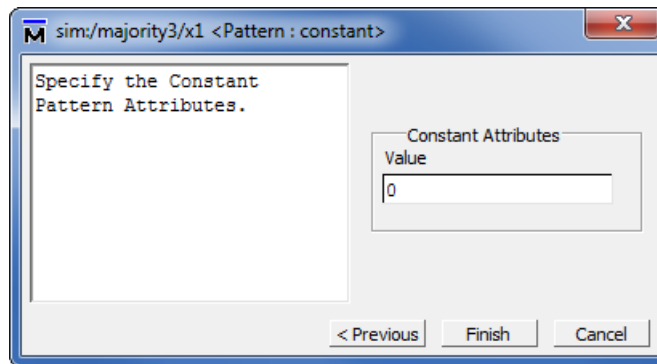 sim:/majority3/x1 <Pattern : constant>
Specify the Constant
Pattern Attributes.
Constant Attributes
Value
0
< Previous
Finish
Cancel